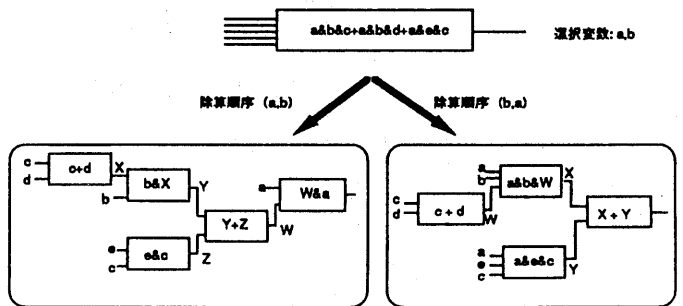 a&b&c+a&b&d+a&e&c
選択変数: a,b
除算順序 (a,b)
除算順序 (b,a)
c
d
c+d
X
b
b&X
Y
e
c
e&c
Z
Y+Z
W
a
W&a
c
d
c + d
W
a
b
a&b&W
X
a
e
c
a&e&c
Y
X + Y